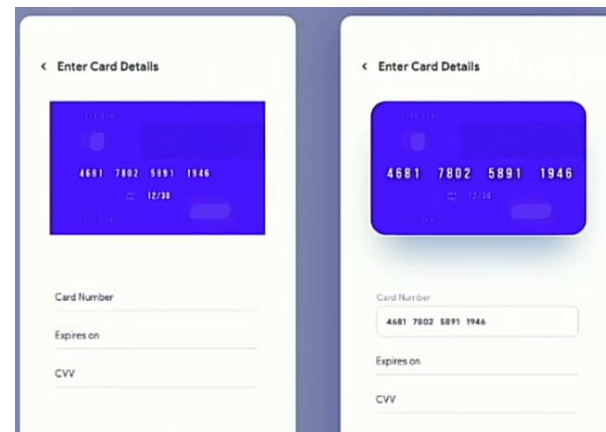 Enter Card Details
4681 7802 5891 1946
12/30
Card Number
Expires on
CVV
Enter Card Details
4681 7802 5891 1946
12/30
Card Number
4681 7802 5891 1946
Expires on
CVV